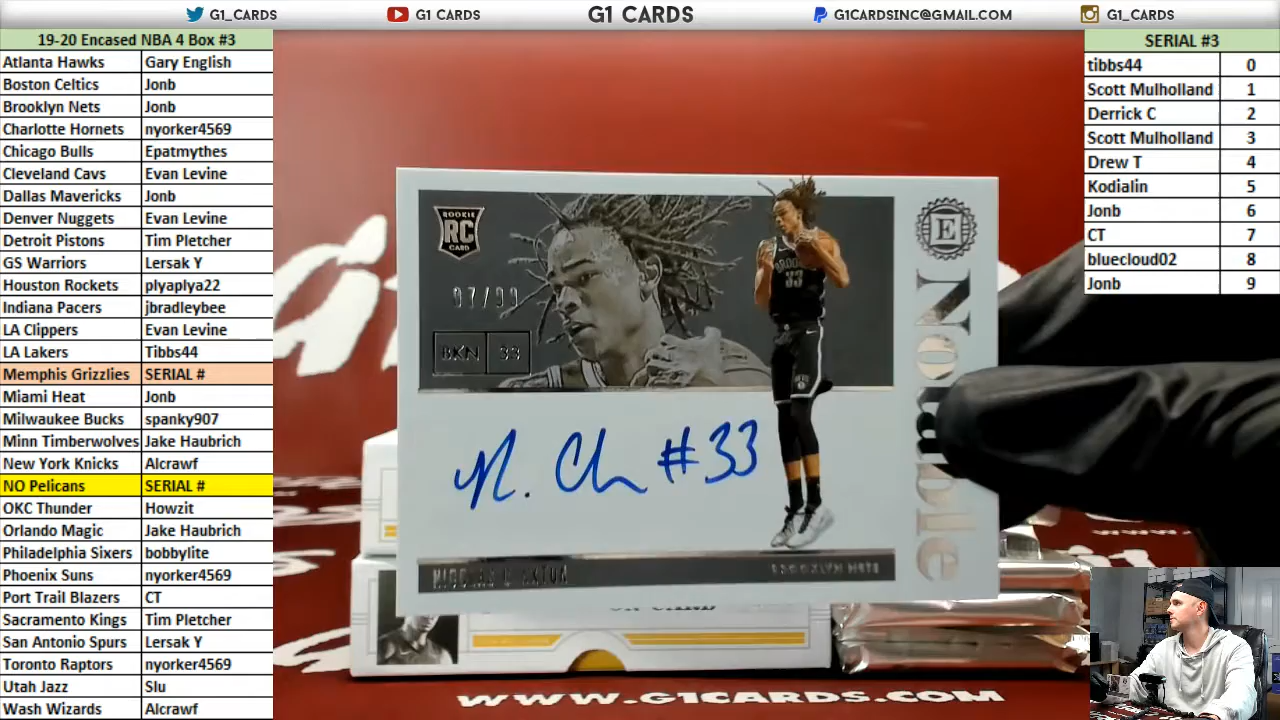 G1_CARDS
G1 CARDS
G1 CARDS
G1CARDSINC@GMAIL.COM
G1_CARDS
19-20 Encased NBA 4 Box #3
Atlanta Hawks Gary English
Boston Celtics Jonb
Brooklyn Nets Jonb
Charlotte Hornets nyorker4569
Chicago Bulls Epatmythes
Cleveland Cavs Evan Levine
Dallas Mavericks Jonb
Denver Nuggets Evan Levine
Detroit Pistons Tim Pletcher
GS Warriors Lersak Y
Houston Rockets plyaplya22
Indiana Pacers jbradleybee
LA Clippers Evan Levine
LA Lakers Tibbs44
Memphis Grizzlies SERIAL #
Miami Heat Jonb
Milwaukee Bucks spanky907
Minn Timberwolves Jake Haubrich
New York Knicks Alcrawf
NO Pelicans SERIAL #
OKC Thunder Howzit
Orlando Magic Jake Haubrich
Philadelphia Sixers bobbylite
Phoenix Suns nyorker4569
Port Trail Blazers CT
Sacramento Kings Tim Pletcher
San Antonio Spurs Lersak Y
Toronto Raptors nyorker4569
Utah Jazz Slu
Wash Wizards Alcrawf
SERIAL #3
tibbs44 0
Scott Mulholland 1
Derrick C 2
Scott Mulholland 3
Drew T 4
Kodialin 5
Jonb 6
CT 7
bluecloud02 8
Jonb 9
ROOKIE
RC
CARD
97/99
BKN 33
BROOKLYN
33
E
Notable
N. Cl #33
BROOKLYN NETS
WWW.G1CARDS.COM